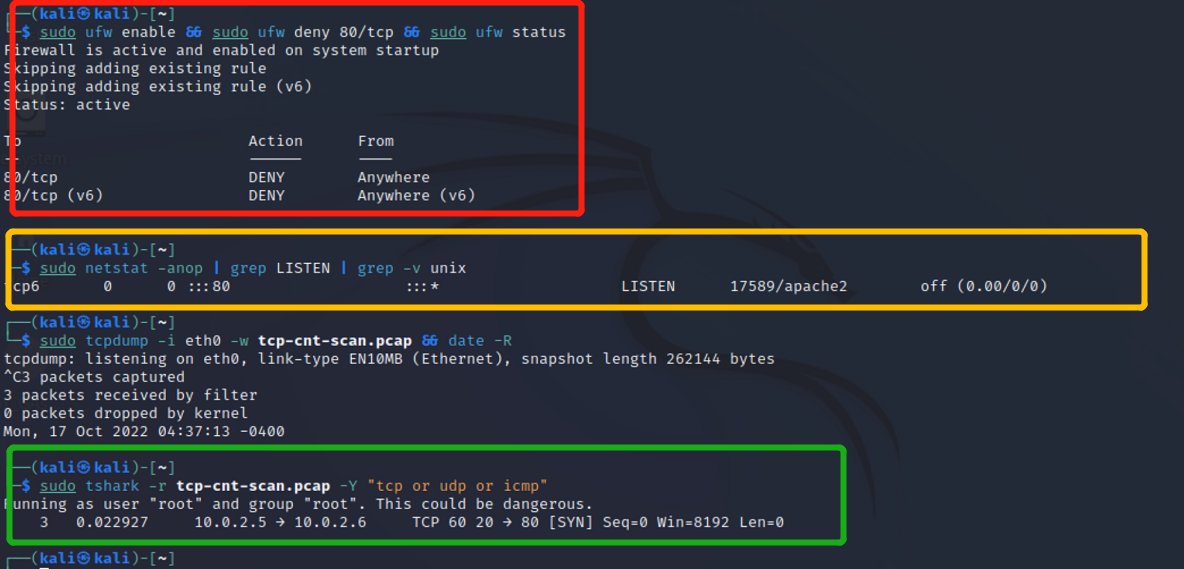 (kali㉿kali)-[~]
$ sudo ufw enable && sudo ufw deny 80/tcp && sudo ufw status
Firewall is active and enabled on system startup
Skipping adding existing rule
Skipping adding existing rule (v6)
Status: active
To Action From
-- ------ ----
80/tcp DENY Anywhere
80/tcp (v6) DENY Anywhere (v6)
(kali㉿kali)-[~]
$ sudo netstat -anop | grep LISTEN | grep -v unix
tcp6 0 0 :::80 :::* LISTEN 17589/apache2 off (0.00/0/0)
(kali㉿kali)-[~]
$ sudo tcpdump -i eth0 -w tcp-cnt-scan.pcap && date -R
tcpdump: listening on eth0, link-type EN10MB (Ethernet), snapshot length 262144 bytes
^C3 packets captured
3 packets received by filter
0 packets dropped by kernel
Mon, 17 Oct 2022 04:37:13 -0400
(kali㉿kali)-[~]
$ sudo tshark -r tcp-cnt-scan.pcap -Y "tcp or udp or icmp"
Running as user "root" and group "root". This could be dangerous.
3 0.022927 10.0.2.5 → 10.0.2.6 TCP 60 20 → 80 [SYN] Seq=0 Win=8192 Len=0
(kali㉿kali)-[~]